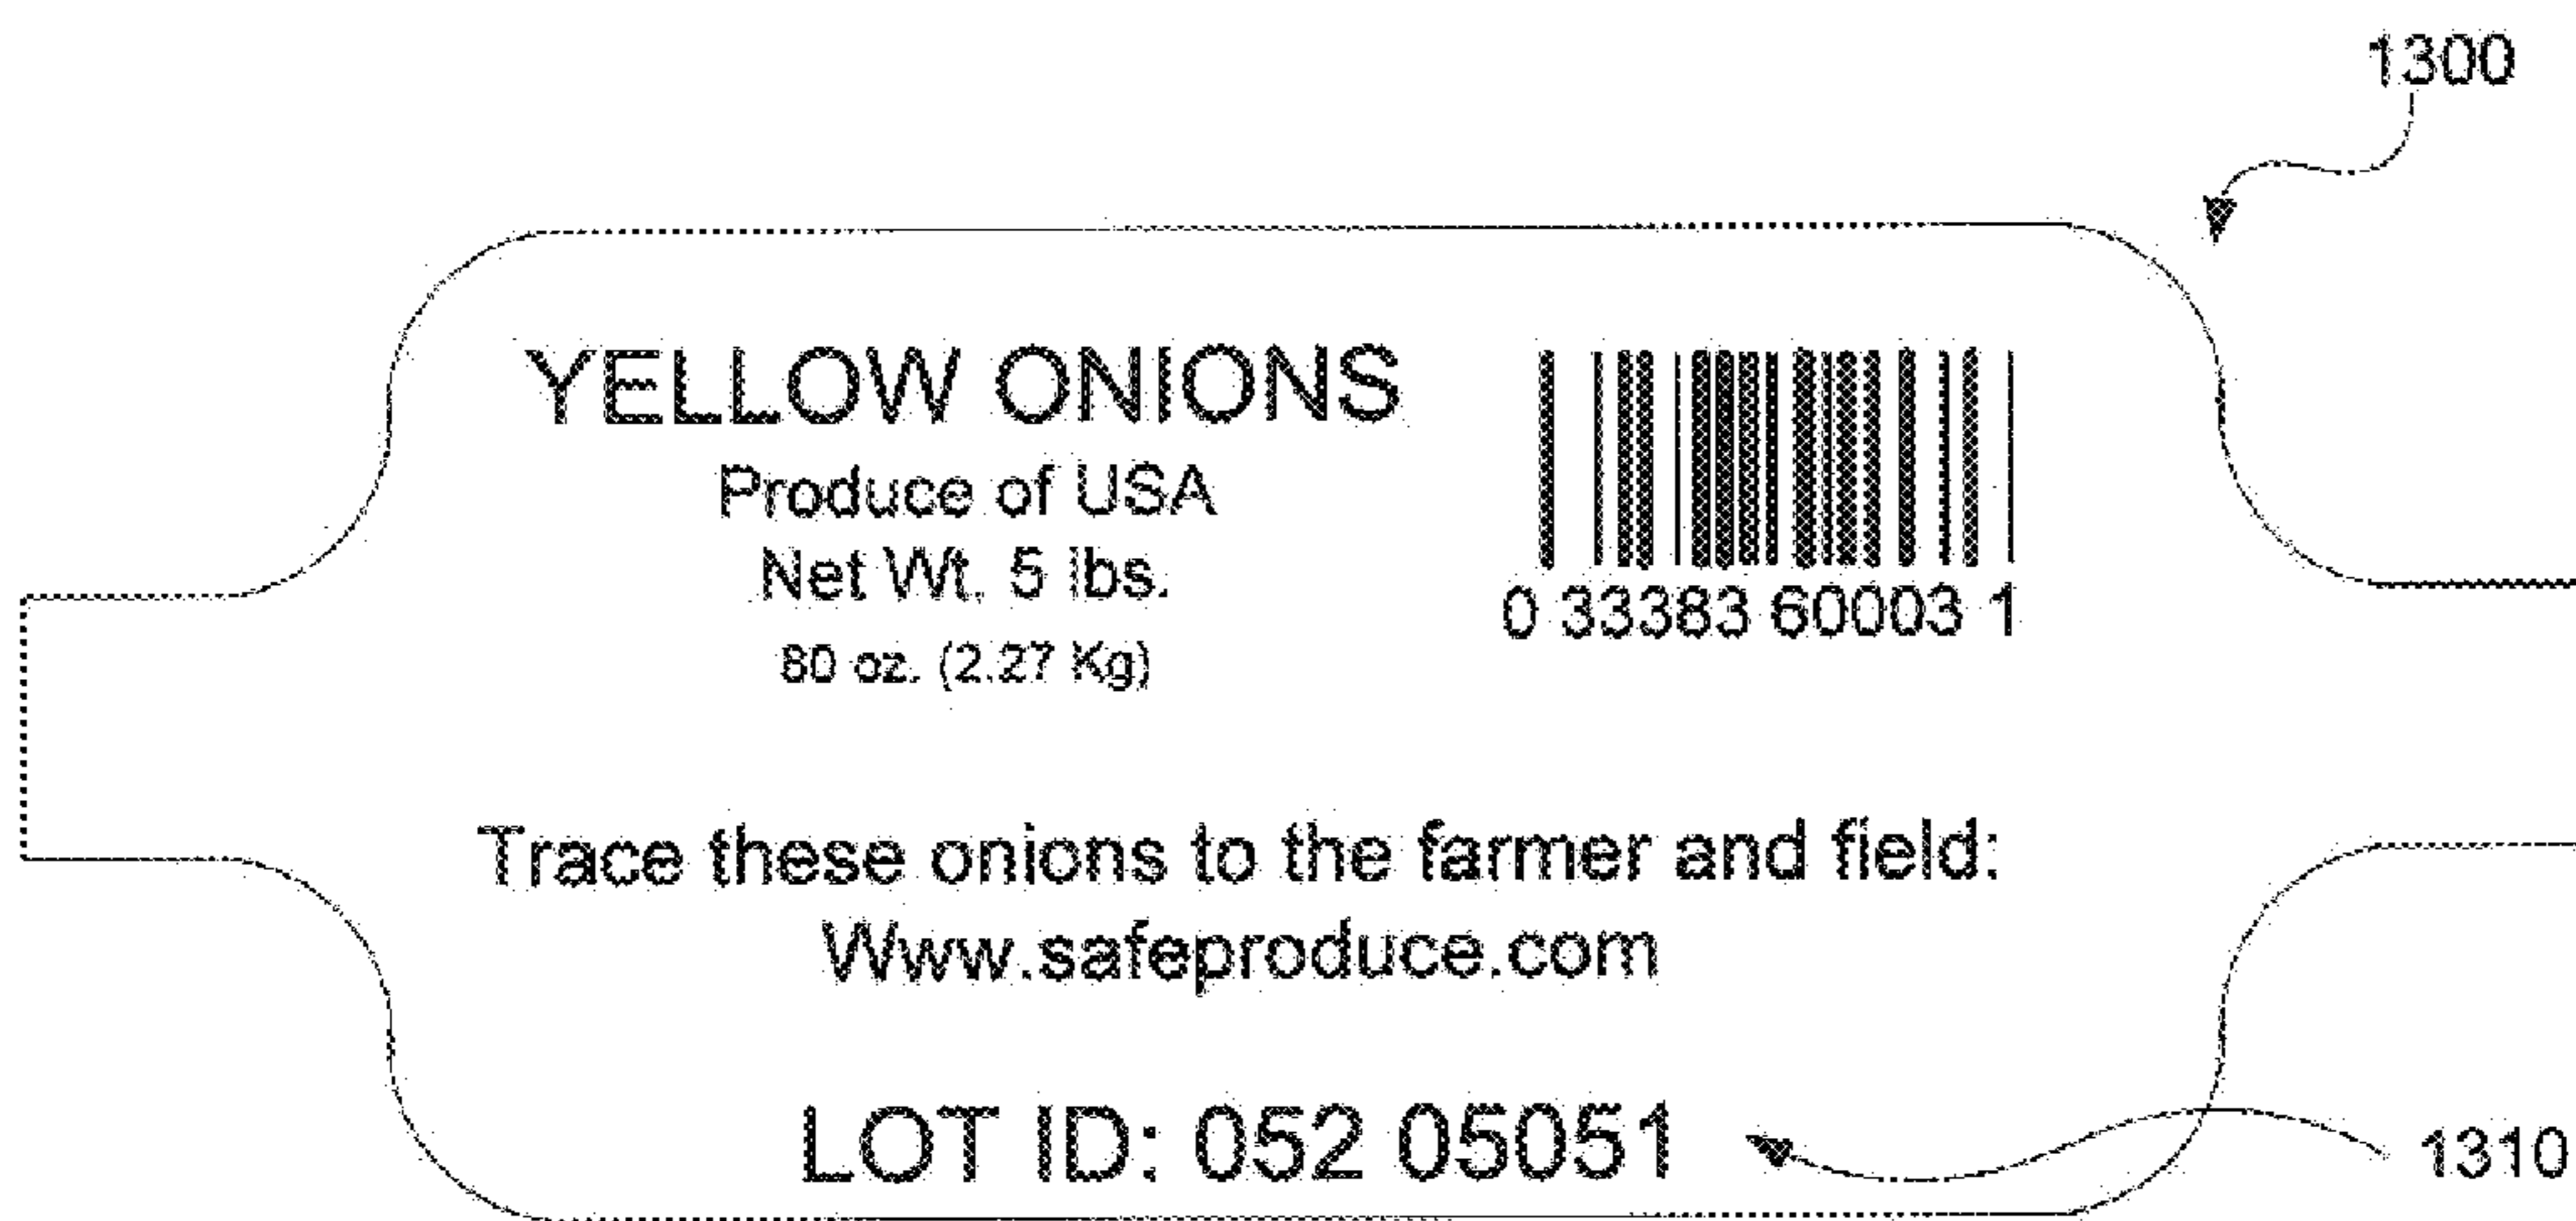 1300
YELLOW ONIONS
Produce of USA
Net Wt. 5 lbs.
80 oz. (2.27 Kg)
0 33383 60003 1
Trace these onions to the farmer and field:
Www.safeproduce.com
LOT ID: 052 05051
1310